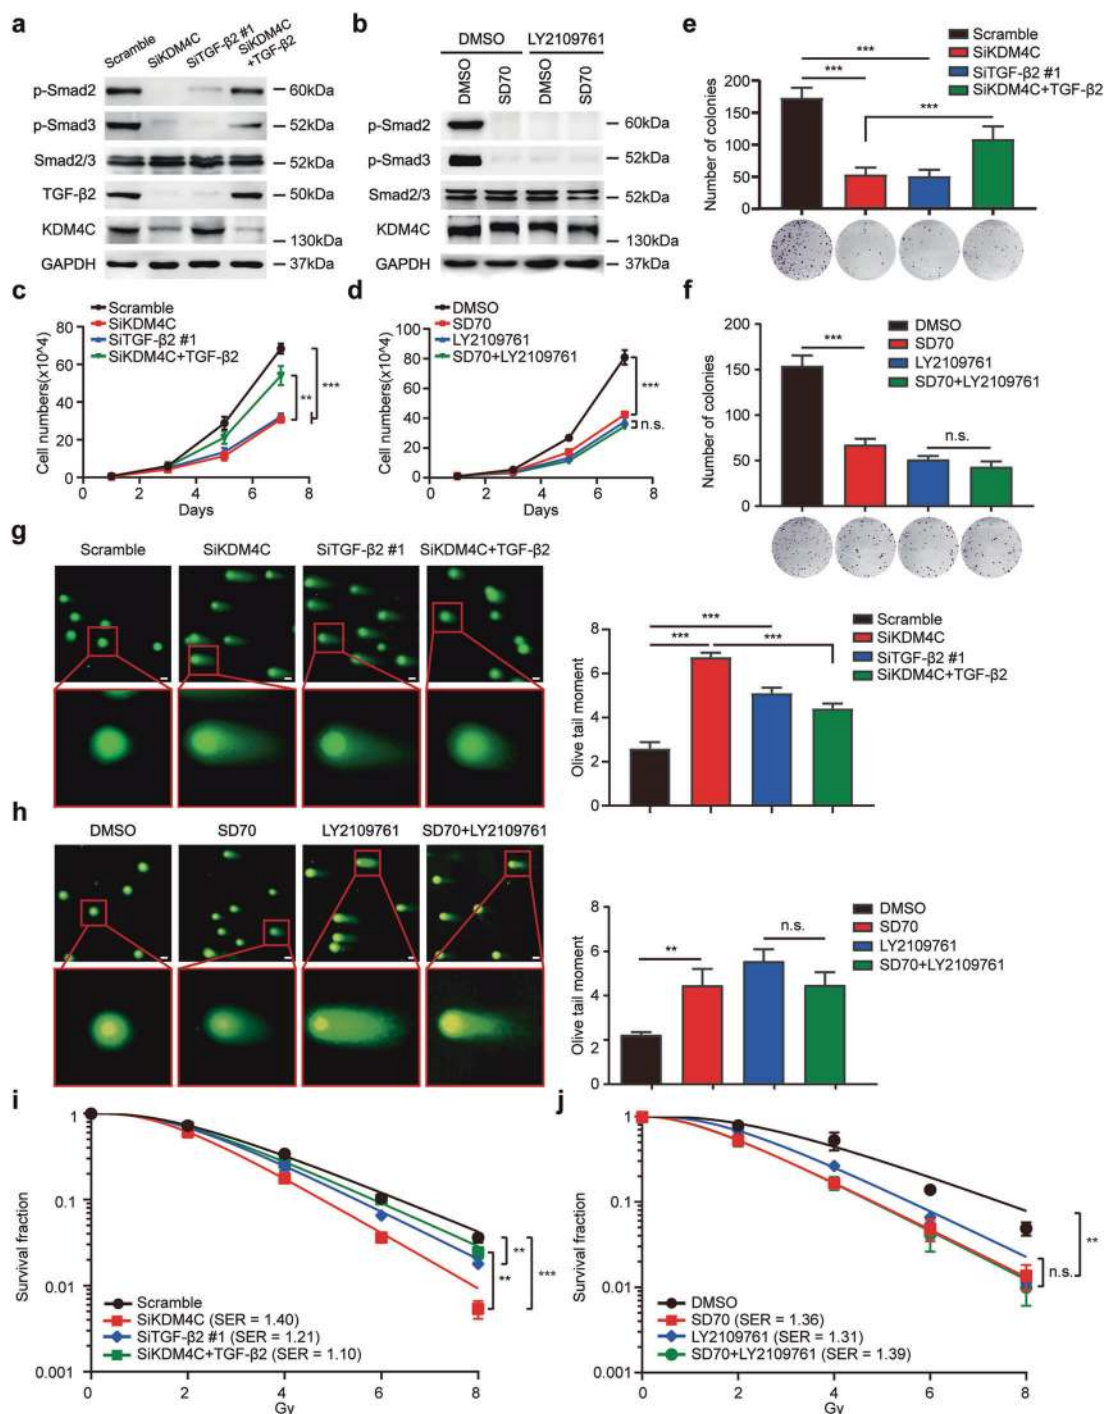 a
Scramble
SiKDM4C
SiTGF-β2 #1
SiKDM4C
+TGF-β2
p-Smad2
60kDa
p-Smad3
52kDa
Smad2/3
52kDa
TGF-β2
50kDa
KDM4C
130kDa
GAPDH
37kDa
b
DMSO
LY2109761
DMSO
SD70
DMSO
SD70
p-Smad2
60kDa
p-Smad3
52kDa
Smad2/3
52kDa
KDM4C
130kDa
GAPDH
37kDa
e
Scramble
SiKDM4C
SiTGF-β2 #1
SiKDM4C+TGF-β2
***
***
***
Number of colonies
200
150
100
50
0
c
Scramble
SiKDM4C
SiTGF-β2 #1
SiKDM4C+TGF-β2
Cell numbers(x10^4)
80
60
40
20
0
2
4
6
8
Days
**
***
d
DMSO
SD70
LY2109761
SD70+LY2109761
Cell numbers(x10^4)
100
80
60
40
20
0
2
4
6
8
Days
***
n.s.
f
DMSO
SD70
LY2109761
SD70+LY2109761
***
n.s.
Number of colonies
150
100
50
0
g
Scramble
SiKDM4C
SiTGF-β2 #1
SiKDM4C+TGF-β2
Scramble
SiKDM4C
SiTGF-β2 #1
SiKDM4C+TGF-β2
***
***
***
Olive tail moment
8
6
4
2
0
h
DMSO
SD70
LY2109761
SD70+LY2109761
DMSO
SD70
LY2109761
SD70+LY2109761
**
n.s.
Olive tail moment
8
6
4
2
0
i
Survival fraction
1
0.1
0.01
0.001
Scramble
SiKDM4C (SER = 1.40)
SiTGF-β2 #1 (SER = 1.21)
SiKDM4C+TGF-β2 (SER = 1.10)
**
**
***
0
2
4
6
8
Gy
j
Survival fraction
1
0.1
0.01
0.001
DMSO
SD70 (SER = 1.36)
LY2109761 (SER = 1.31)
SD70+LY2109761 (SER = 1.39)
n.s.
**
0
2
4
6
8
Gy